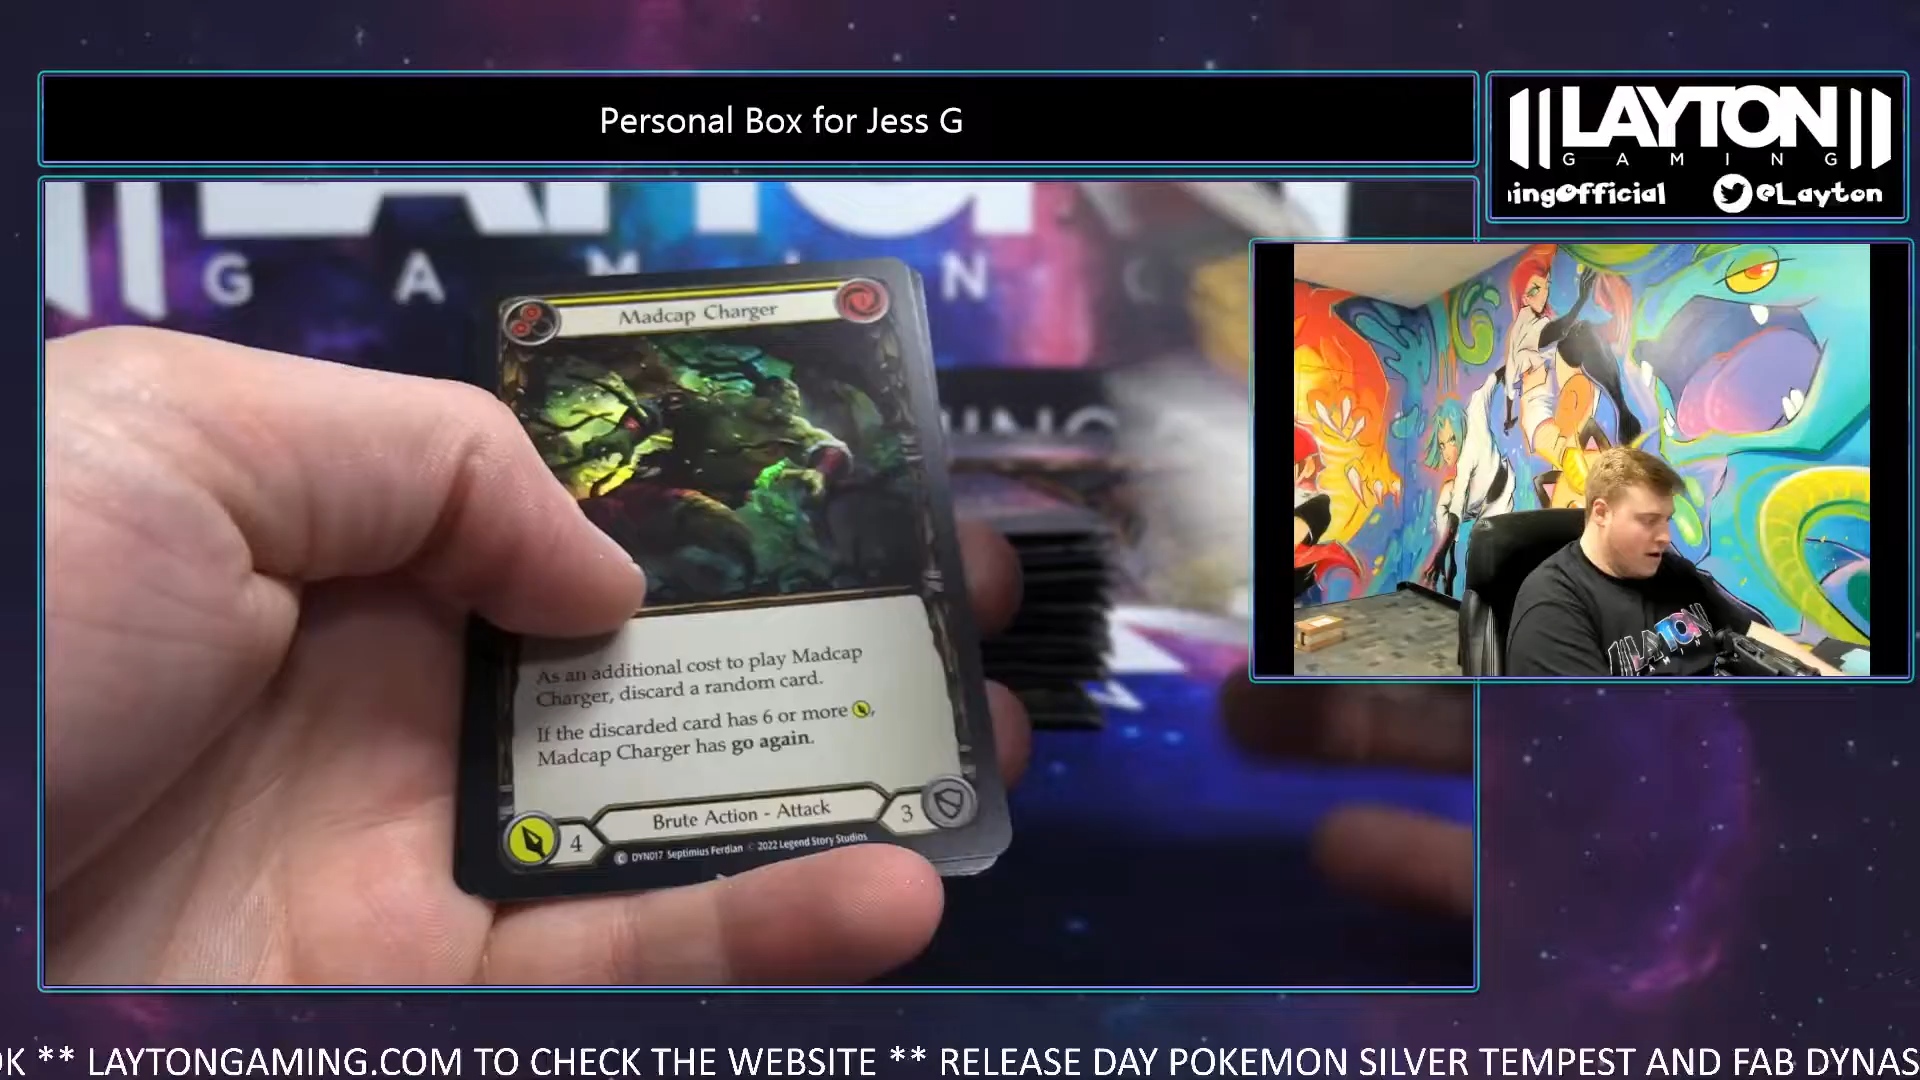 Personal Box for Jess G
LAYTON
GAMING
ingofficial @Layton
G A M I N G
Madcap Charger
As an additional cost to play Madcap
Charger, discard a random card.
If the discarded card has 6 or more
Madcap Charger has go again.
4 Brute Action - Attack 3
C DYN017 Septimius Ferdian © 2022 Legend Story Studios
LAYTON
OK ** LAYTONGAMING.COM TO CHECK THE WEBSITE ** RELEASE DAY POKEMON SILVER TEMPEST AND FAB DYNAS